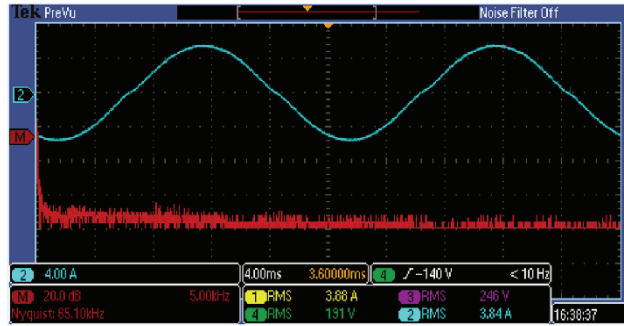 Tek PreVu Noise Filter Off
2
M
2 4.00 A 4.00ms 3.60000ms 4 -140 V < 10 Hz
M 20.0 dB 5.00kHz 1 RMS 3.88 A 3 RMS 246 V
Nyquist: 65.10kHz 4 RMS 191 V 2 RMS 3.84 A 16:38:37